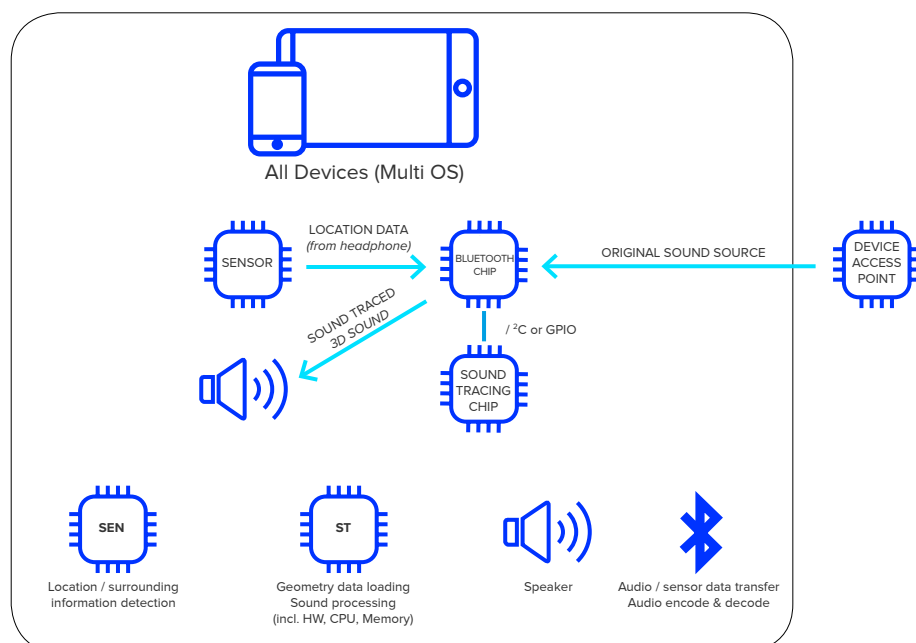 All Devices (Multi OS)
LOCATION DATA
(from headphone)
SENSOR
BLUETOOTH
CHIP
ORIGINAL SOUND SOURCE
DEVICE
ACCESS
POINT
SOUND TRACED
3D SOUND
/ ²C or GPIO
SOUND
TRACING
CHIP
SEN
Location / surrounding
information detection
ST
Geometry data loading
Sound processing
(incl. HW, CPU, Memory)
Speaker
Audio / sensor data transfer
Audio encode & decode